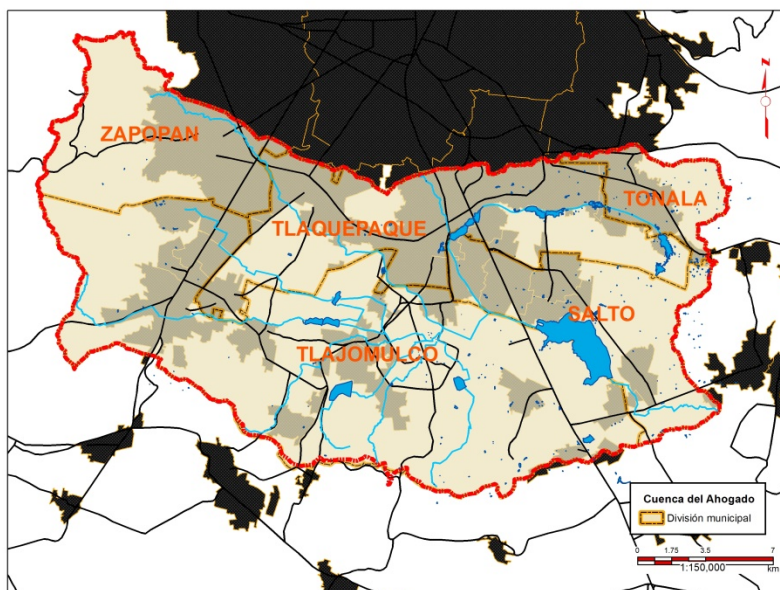 N
ZAPOPAN
TONALA
TLAQUEPAQUE
SALTO
TLAJOMULCO
Cuenca del Ahogado
División municipal
0 1.75 3.5 7
1:150,000 km